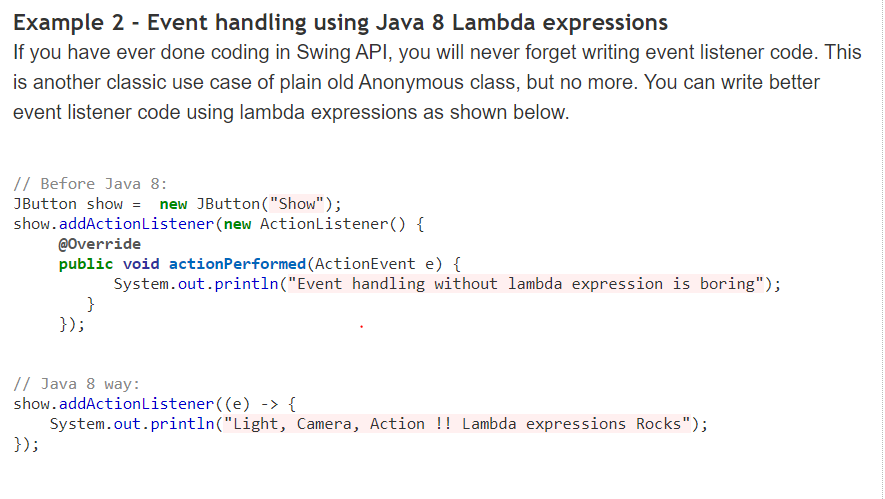 Example 2 - Event handling using Java 8 Lambda expressions
If you have ever done coding in Swing API, you will never forget writing event listener code. This
is another classic use case of plain old Anonymous class, but no more. You can write better
event listener code using lambda expressions as shown below.
// Before Java 8:
JButton show =  new JButton("Show");
show.addActionListener(new ActionListener() {
     @Override
     public void actionPerformed(ActionEvent e) {
           System.out.println("Event handling without lambda expression is boring");
        }
     });
// Java 8 way:
show.addActionListener((e) -> {
    System.out.println("Light, Camera, Action !! Lambda expressions Rocks");
});